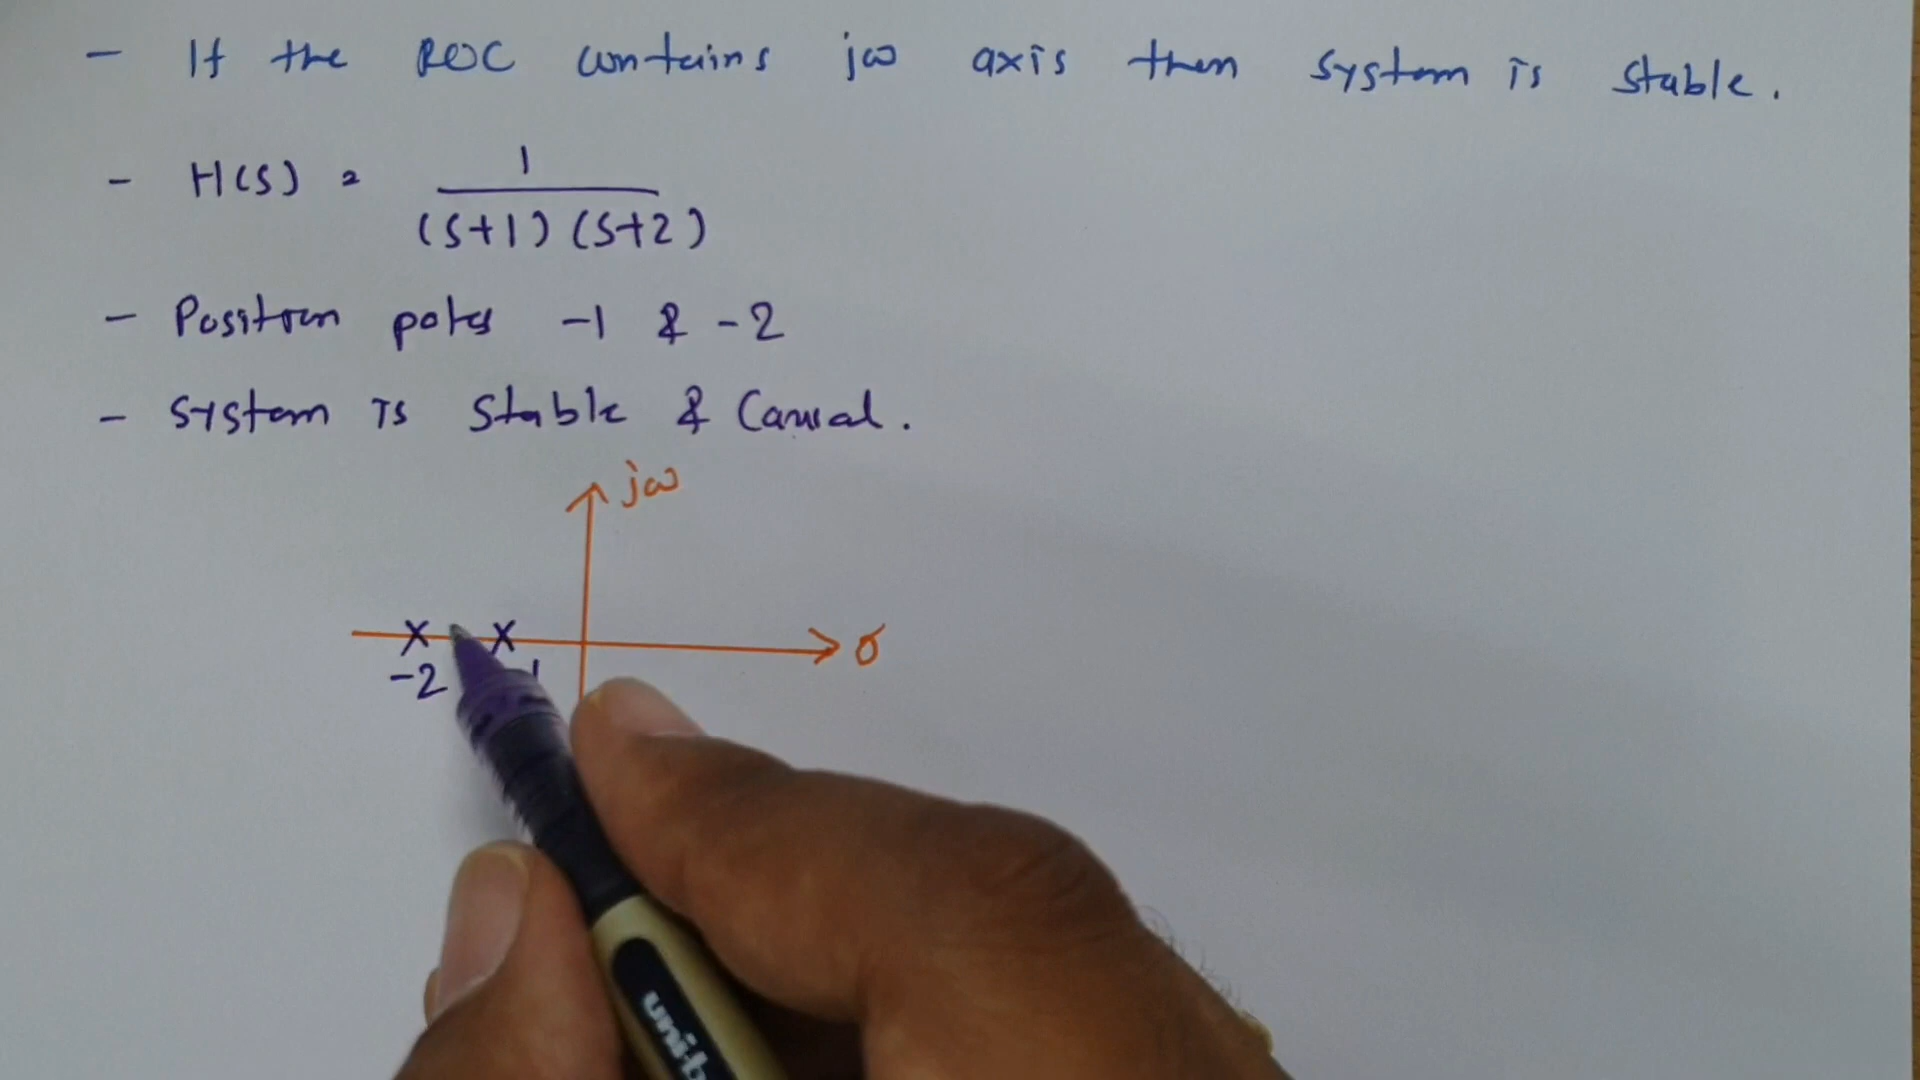 - If the ROC contains jω axis then system is stable.
- H(s) = 1
(s+1) (s+2)
- Position poles -1 & -2
- system is stable & Causal.
jω
σ
-2
1
uni-b